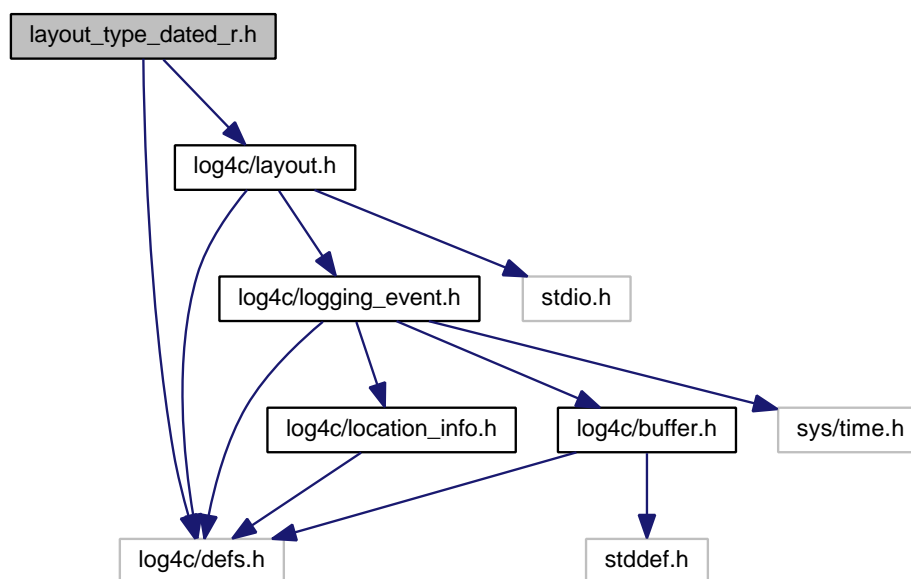 layout_type_dated_r.h
log4c/layout.h
log4c/logging_event.h
stdio.h
log4c/location_info.h
log4c/buffer.h
sys/time.h
log4c/defs.h
stddef.h